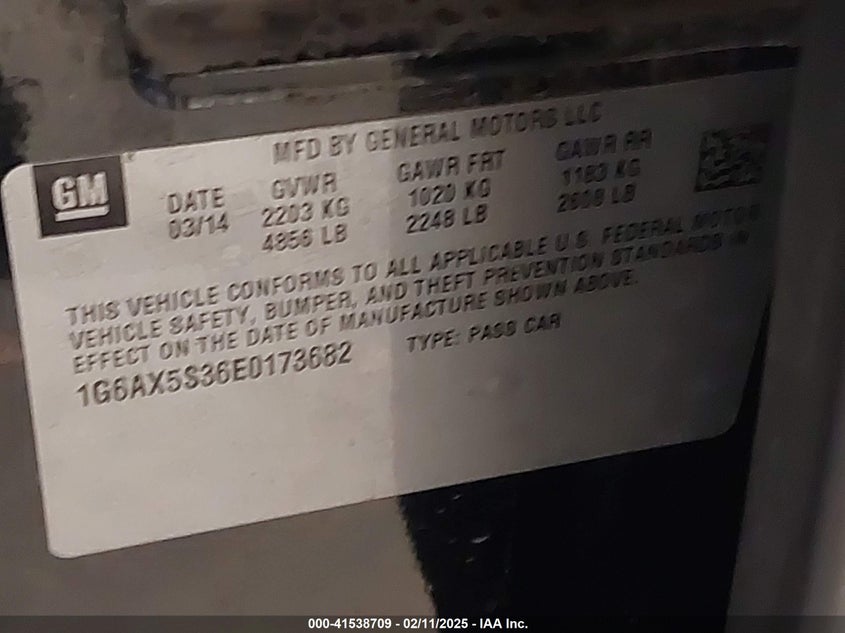 MFD BY GENERAL MOTORS LLC
GM
DATE GVWR GAWR FRT GAWR RR
03/14 2203 KG 1020 KG 1183 KG
4856 LB 2248 LB 2608 LB
THIS VEHICLE CONFORMS TO ALL APPLICABLE U.S. FEDERAL MOTOR
VEHICLE SAFETY, BUMPER, AND THEFT PREVENTION STANDARDS IN
EFFECT ON THE DATE OF MANUFACTURE SHOWN ABOVE.
1G6AX5S36E0173682 TYPE: PASS CAR
000-41538709 - 02/11/2025 - IAA Inc.